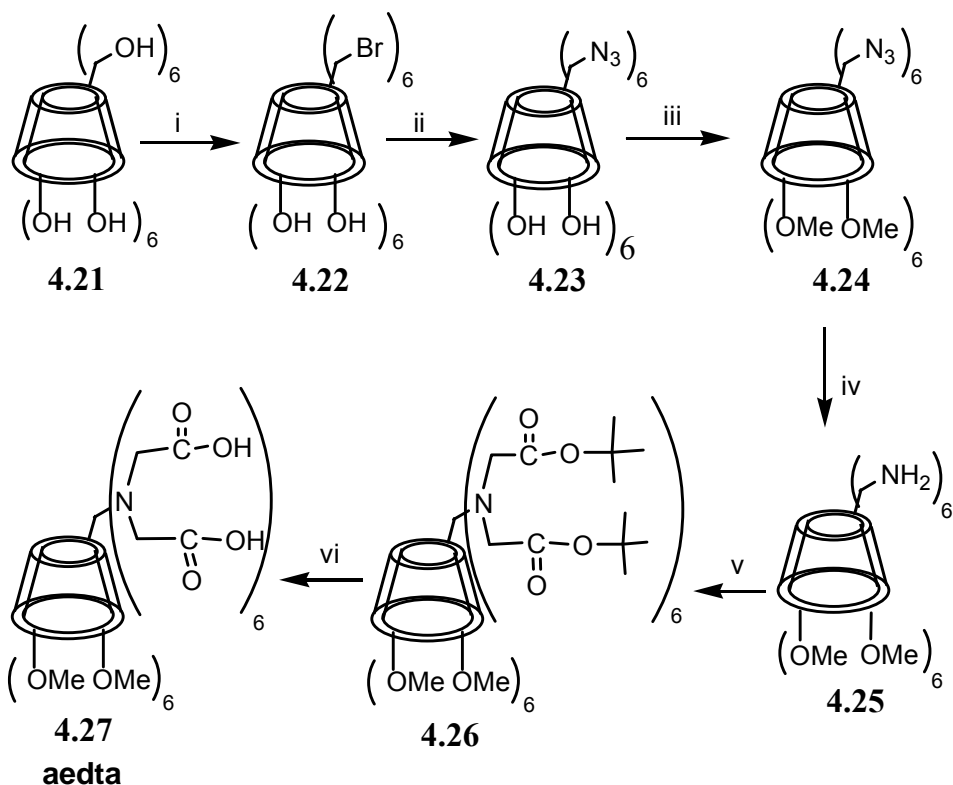 (OH)6
i
(Br)6
ii
(N3)6
iii
(N3)6
(OH OH)6
(OH OH)6
(OH OH)6
(OMe OMe)6
4.21
4.22
4.23
4.24
iv
(NH2)6
(OMe OMe)6
4.25
v
O
C O
N
C O
O
6
(OMe OMe)6
4.26
vi
O
C OH
N
C OH
O
6
(OMe OMe)6
4.27
aedta